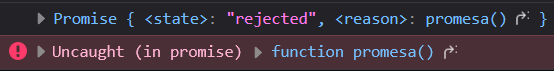 Promise { <state>: "rejected", <reason>: promesa() }
Uncaught (in promise) function promesa()